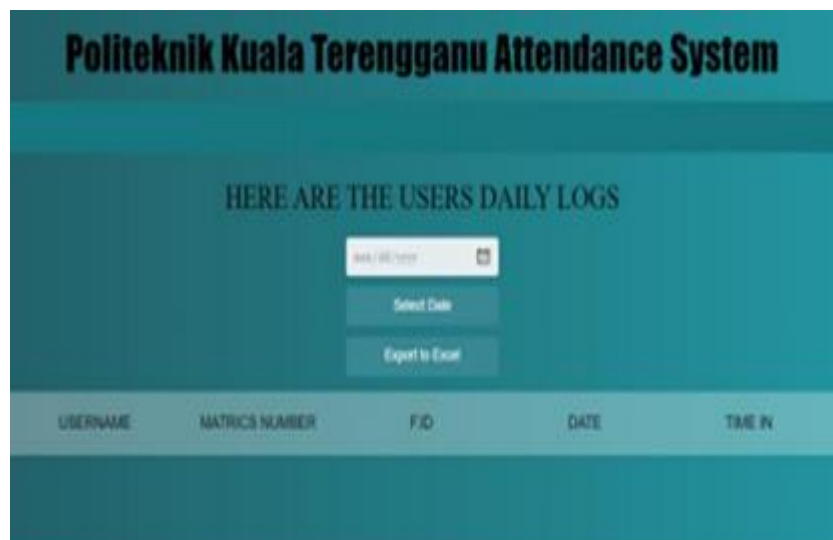 Politeknik Kuala Terengganu Attendance System
HERE ARE THE USERS DAILY LOGS
Select Date
Export to Excel
USERNAME MATRICS NUMBER F.ID DATE TIME IN